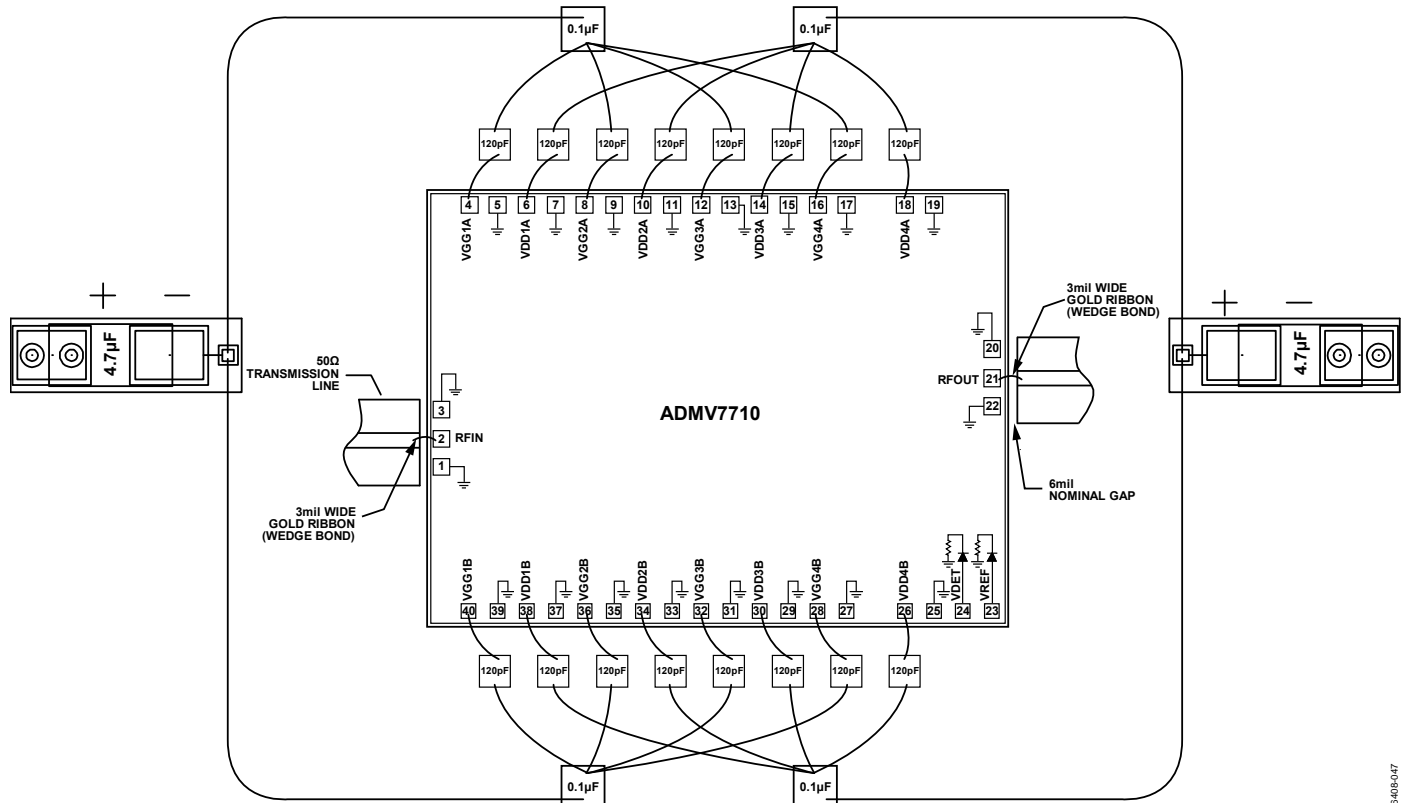 0.1µF
0.1µF
120pF
120pF
120pF
120pF
120pF
120pF
120pF
120pF
4
5
6
7
8
9
10
11
12
13
14
15
16
17
18
19
VGG1A
VDD1A
VGG2A
VDD2A
VGG3A
VDD3A
VGG4A
VDD4A
+
–
4.7µF
50Ω
TRANSMISSION
LINE
3
2
RFIN
1
3mil WIDE
GOLD RIBBON
(WEDGE BOND)
ADMV7710
3mil WIDE
GOLD RIBBON
(WEDGE BOND)
20
RFOUT
21
22
6mil
NOMINAL GAP
+
–
4.7µF
VGG1B
VDD1B
VGG2B
VDD2B
VGG3B
VDD3B
VGG4B
VDD4B
VDET
VREF
40
39
38
37
36
35
34
33
32
31
30
29
28
27
26
25
24
23
120pF
120pF
120pF
120pF
120pF
120pF
120pF
120pF
0.1µF
0.1µF